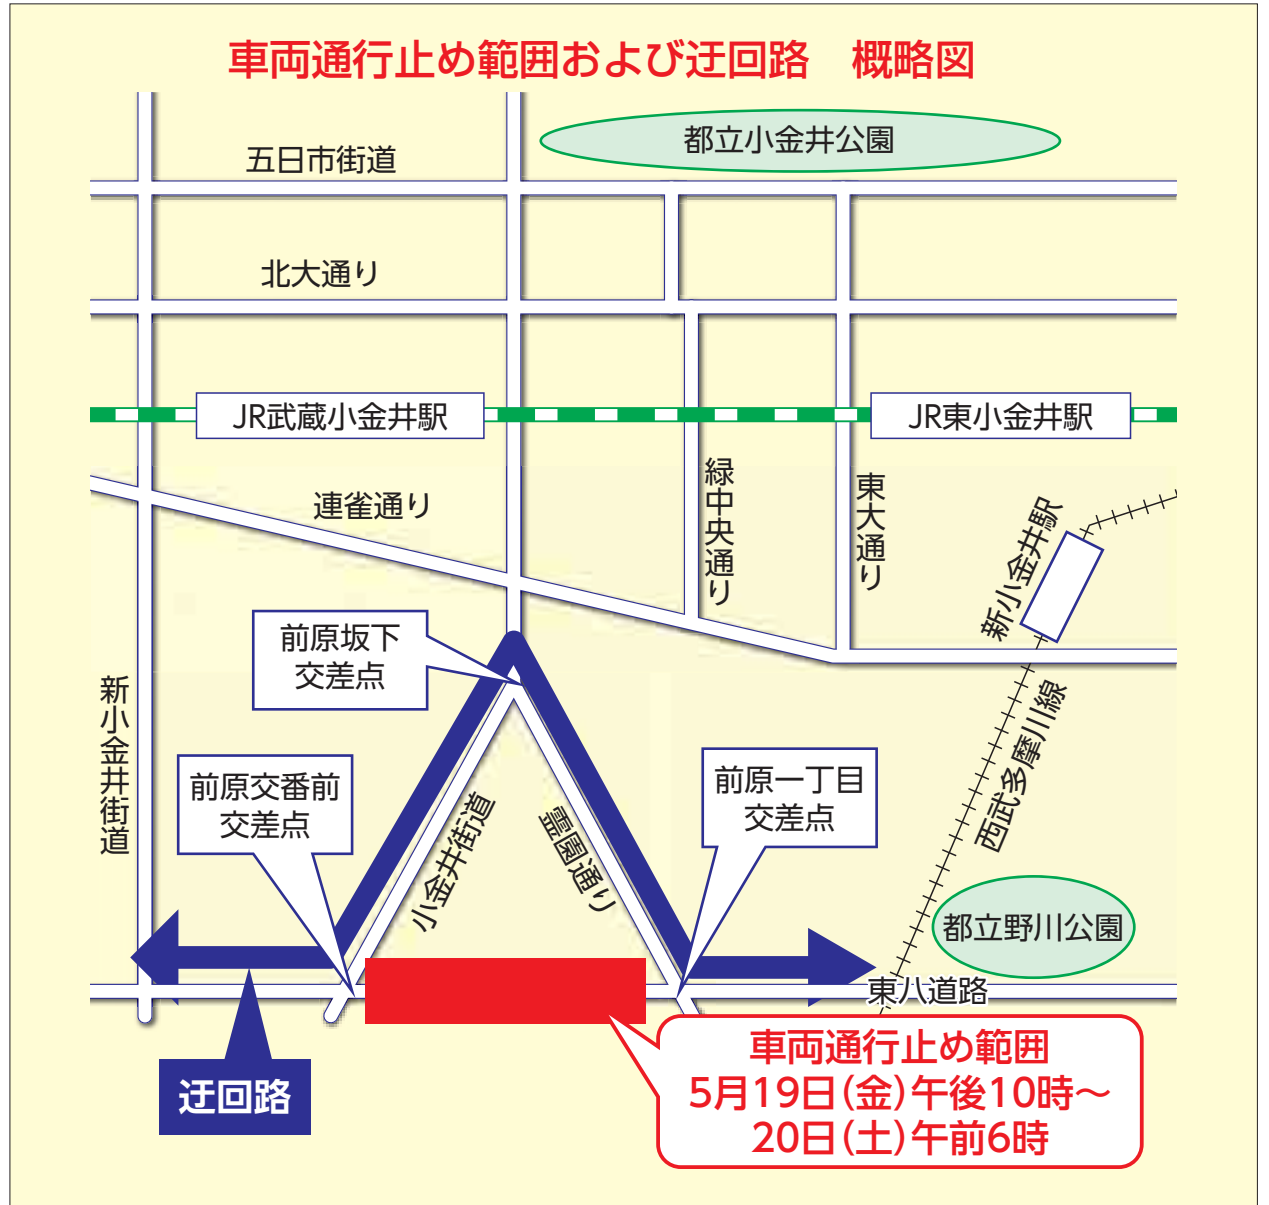 車両通行止め範囲および迂回路　概略図
都立小金井公園
五日市街道
北大通り
JR武蔵小金井駅
JR東小金井駅
連雀通り
緑中央通り
東大通り
新小金井駅
前原坂下
交差点
新小金井街道
西武多摩川線
前原交番前
交差点
前原一丁目
交差点
小金井街道
霊園通り
都立野川公園
東八道路
迂回路
車両通行止め範囲
5月19日(金)午後10時～
20日(土)午前6時